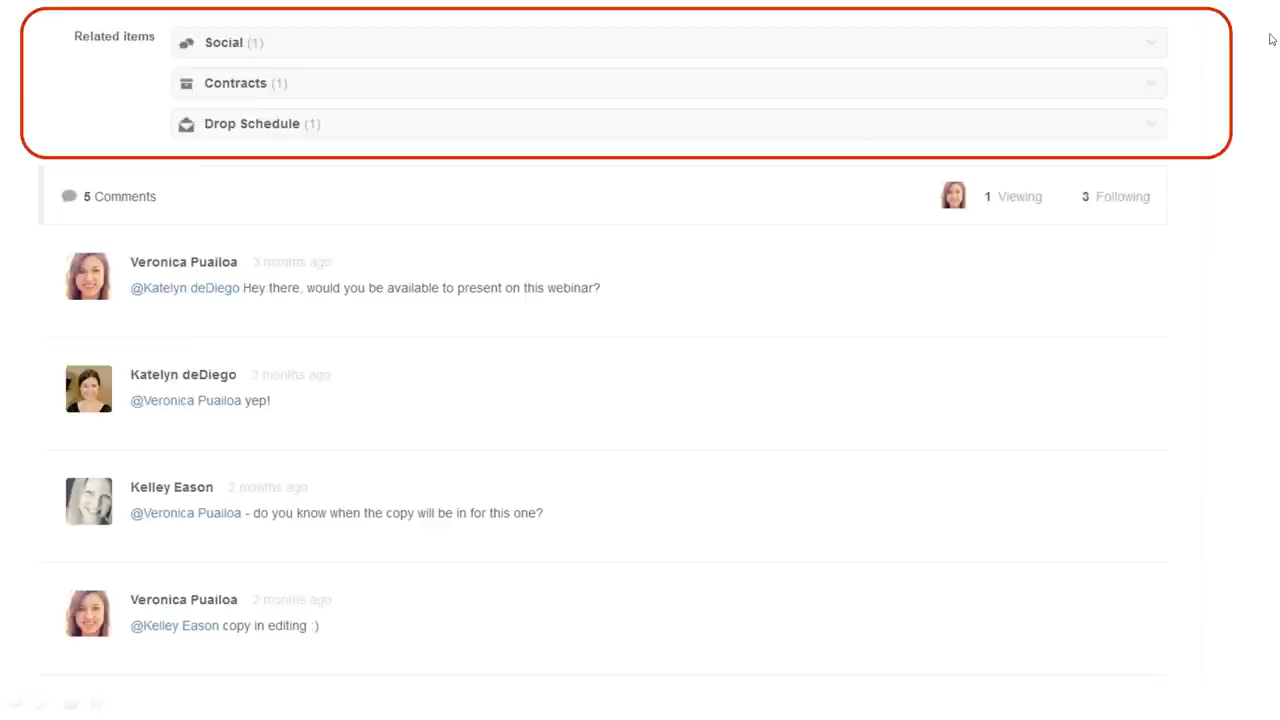 Related items
Social (1)
Contracts (1)
Drop Schedule (1)
5 Comments
1 Viewing 3 Following
Veronica Puailoa 3 months ago
@Katelyn deDiego Hey there, would you be available to present on this webinar?
Katelyn deDiego 3 months ago
@Veronica Puailoa yep!
Kelley Eason 2 months ago
@Veronica Puailoa - do you know when the copy will be in for this one?
Veronica Puailoa 2 months ago
@Kelley Eason copy in editing :)